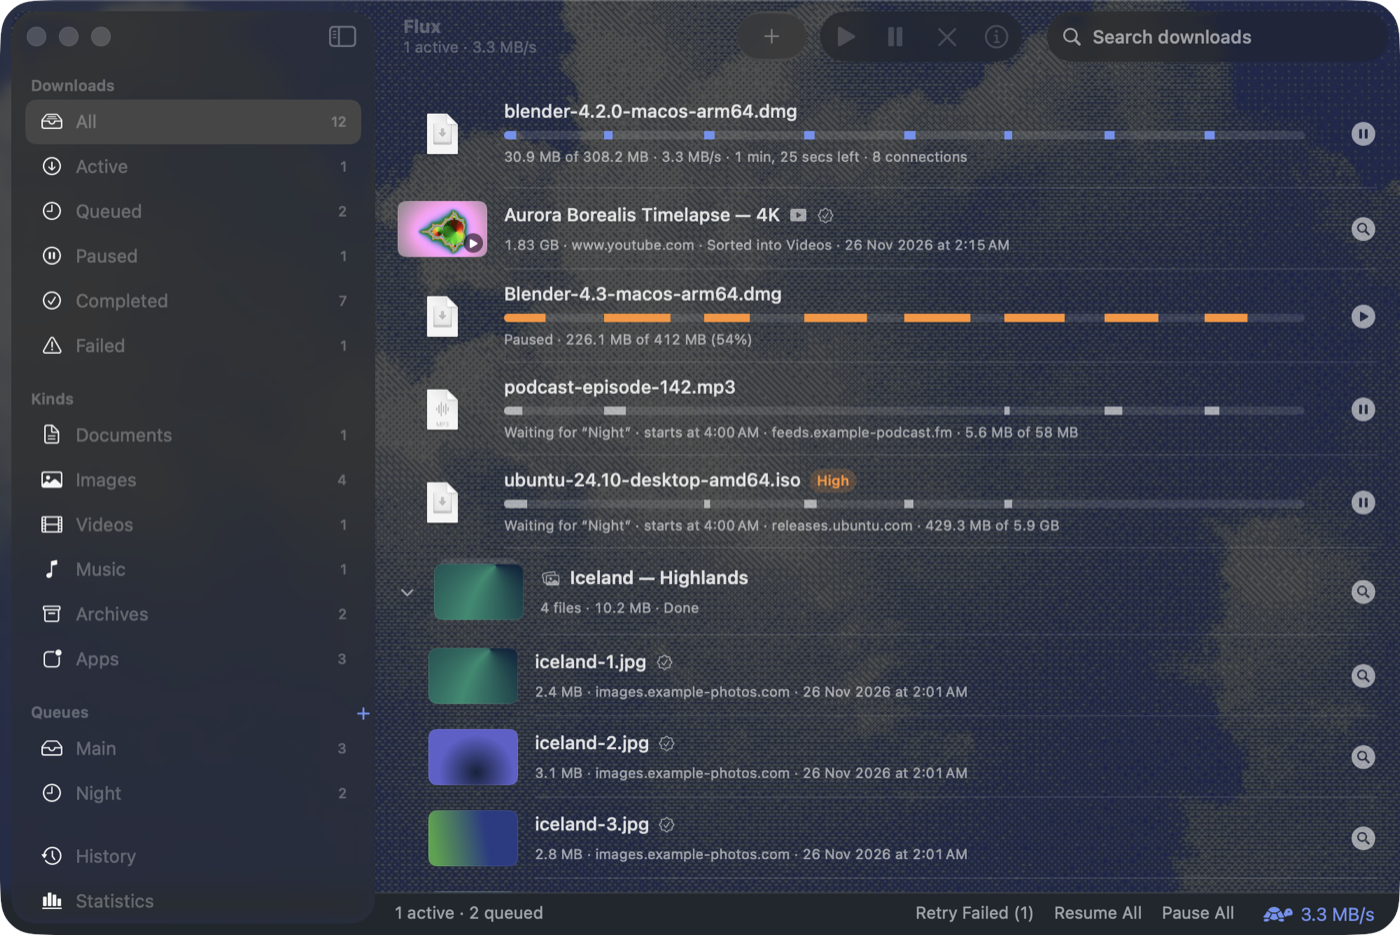 Flux
1 active · 3.3 MB/s
Search downloads
Downloads
All 12
Active 1
Queued 2
Paused 1
Completed 7
Failed 1
Kinds
Documents 1
Images 4
Videos 1
Music 1
Archives 2
Apps 3
Queues
Main 3
Night 2
History
Statistics
blender-4.2.0-macos-arm64.dmg
30.9 MB of 308.2 MB · 3.3 MB/s · 1 min, 25 secs left · 8 connections
Aurora Borealis Timelapse — 4K
1.83 GB · www.youtube.com · Sorted into Videos · 26 Nov 2026 at 2:15 AM
Blender-4.3-macos-arm64.dmg
Paused · 226.1 MB of 412 MB (54%)
podcast-episode-142.mp3
Waiting for “Night” · starts at 4:00 AM · feeds.example-podcast.fm · 5.6 MB of 58 MB
ubuntu-24.10-desktop-amd64.iso High
Waiting for “Night” · starts at 4:00 AM · releases.ubuntu.com · 429.3 MB of 5.9 GB
Iceland — Highlands
4 files · 10.2 MB · Done
iceland-1.jpg
2.4 MB · images.example-photos.com · 26 Nov 2026 at 2:01 AM
iceland-2.jpg
3.1 MB · images.example-photos.com · 26 Nov 2026 at 2:01 AM
iceland-3.jpg
2.8 MB · images.example-photos.com · 26 Nov 2026 at 2:01 AM
1 active · 2 queued
Retry Failed (1) Resume All Pause All 3.3 MB/s